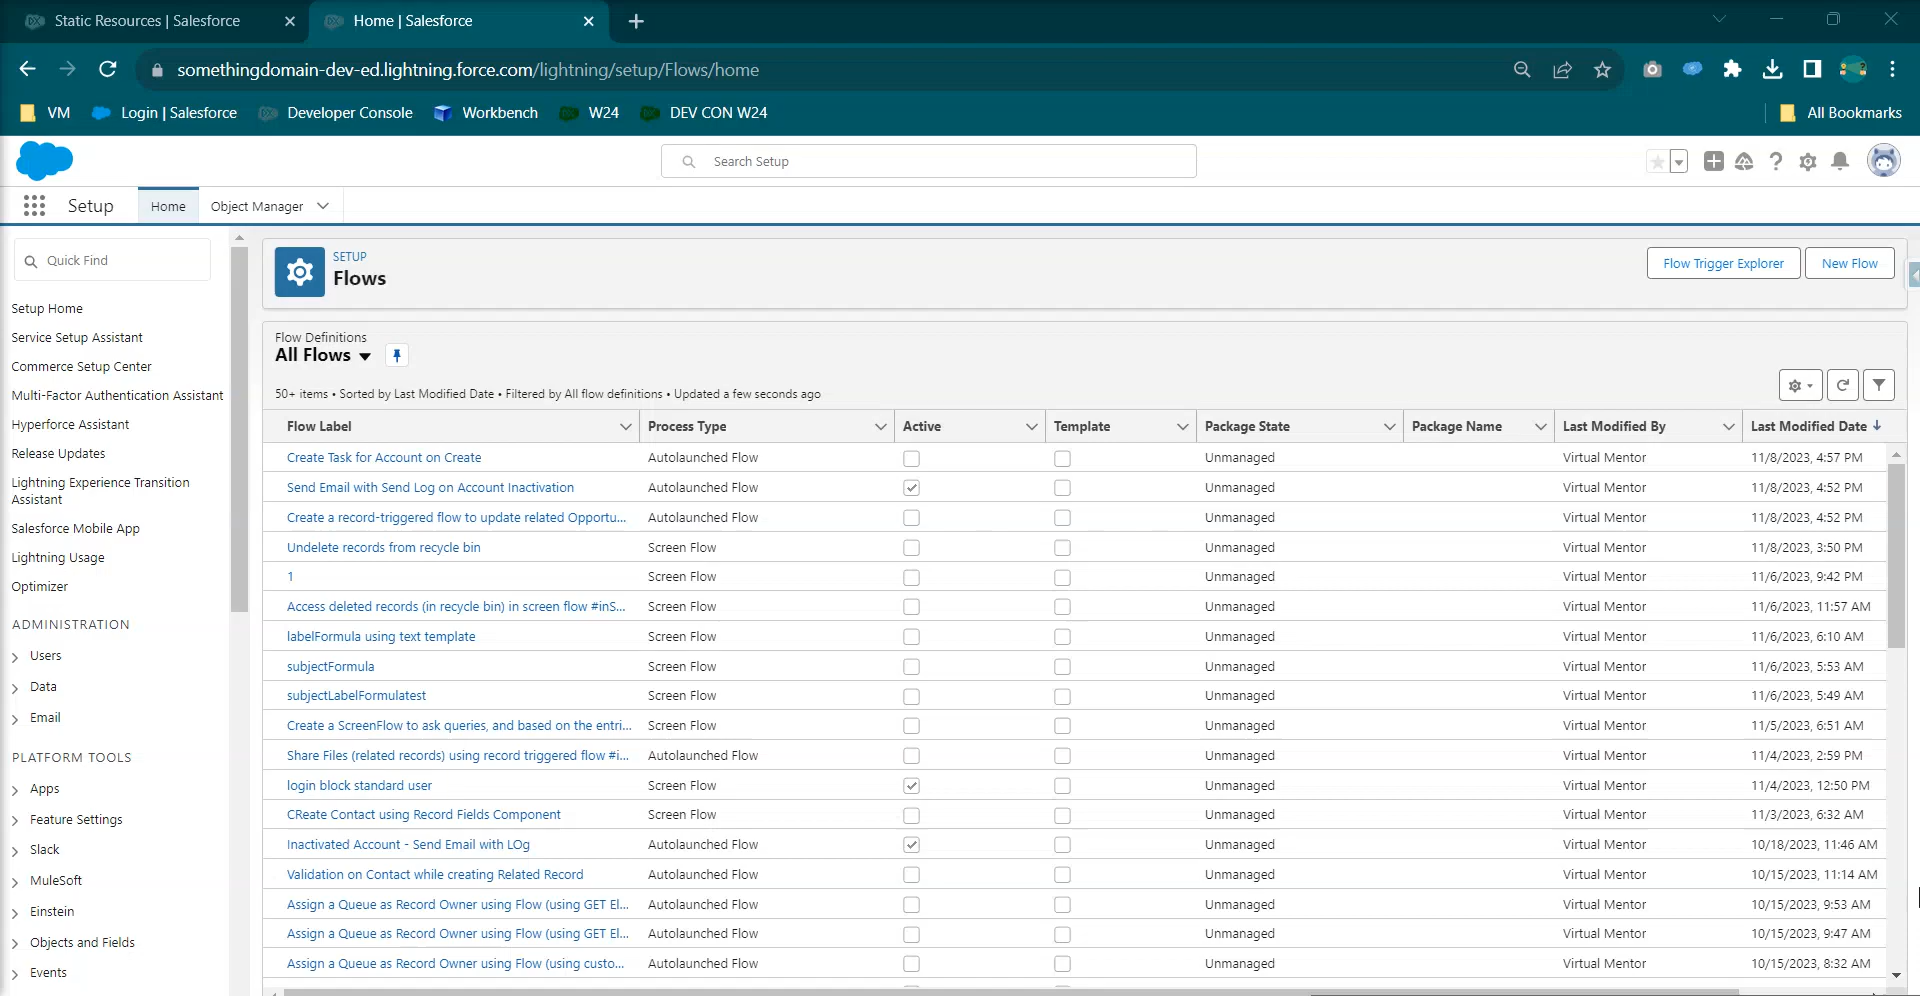 Static Resources | Salesforce
Home | Salesforce
somethingdomain-dev-ed.lightning.force.com/lightning/setup/Flows/home
VM
Login | Salesforce
Developer Console
Workbench
W24
DEV CON W24
All Bookmarks
Search Setup
Setup
Home
Object Manager
Quick Find
Setup Home
Service Setup Assistant
Commerce Setup Center
Multi-Factor Authentication Assistant
Hyperforce Assistant
Release Updates
Lightning Experience Transition
Assistant
Salesforce Mobile App
Lightning Usage
Optimizer
ADMINISTRATION
Users
Data
Email
PLATFORM TOOLS
Apps
Feature Settings
Slack
MuleSoft
Einstein
Objects and Fields
Events
SETUP
Flows
Flow Trigger Explorer
New Flow
Flow Definitions
All Flows
50+ items • Sorted by Last Modified Date • Filtered by All flow definitions • Updated a few seconds ago
Flow Label Process Type Active Template Package State Package Name Last Modified By Last Modified Date
Create Task for Account on Create Autolaunched Flow Unmanaged Virtual Mentor 11/8/2023, 4:57 PM
Send Email with Send Log on Account Inactivation Autolaunched Flow Unmanaged Virtual Mentor 11/8/2023, 4:52 PM
Create a record-triggered flow to update related Opportu... Autolaunched Flow Unmanaged Virtual Mentor 11/8/2023, 4:52 PM
Undelete records from recycle bin Screen Flow Unmanaged Virtual Mentor 11/8/2023, 3:50 PM
1 Screen Flow Unmanaged Virtual Mentor 11/6/2023, 9:42 PM
Access deleted records (in recycle bin) in screen flow #inS... Screen Flow Unmanaged Virtual Mentor 11/6/2023, 11:57 AM
labelFormula using text template Screen Flow Unmanaged Virtual Mentor 11/6/2023, 6:10 AM
subjectFormula Screen Flow Unmanaged Virtual Mentor 11/6/2023, 5:53 AM
subjectLabelFormulatest Screen Flow Unmanaged Virtual Mentor 11/6/2023, 5:49 AM
Create a ScreenFlow to ask queries, and based on the entri... Screen Flow Unmanaged Virtual Mentor 11/5/2023, 6:51 AM
Share Files (related records) using record triggered flow #i... Autolaunched Flow Unmanaged Virtual Mentor 11/4/2023, 2:59 PM
login block standard user Screen Flow Unmanaged Virtual Mentor 11/4/2023, 12:50 PM
CReate Contact using Record Fields Component Screen Flow Unmanaged Virtual Mentor 11/3/2023, 6:32 AM
Inactivated Account - Send Email with LOg Autolaunched Flow Unmanaged Virtual Mentor 10/18/2023, 11:46 AM
Validation on Contact while creating Related Record Autolaunched Flow Unmanaged Virtual Mentor 10/15/2023, 11:14 AM
Assign a Queue as Record Owner using Flow (using GET El... Autolaunched Flow Unmanaged Virtual Mentor 10/15/2023, 9:53 AM
Assign a Queue as Record Owner using Flow (using GET El... Autolaunched Flow Unmanaged Virtual Mentor 10/15/2023, 9:47 AM
Assign a Queue as Record Owner using Flow (using custo... Autolaunched Flow Unmanaged Virtual Mentor 10/15/2023, 8:32 AM